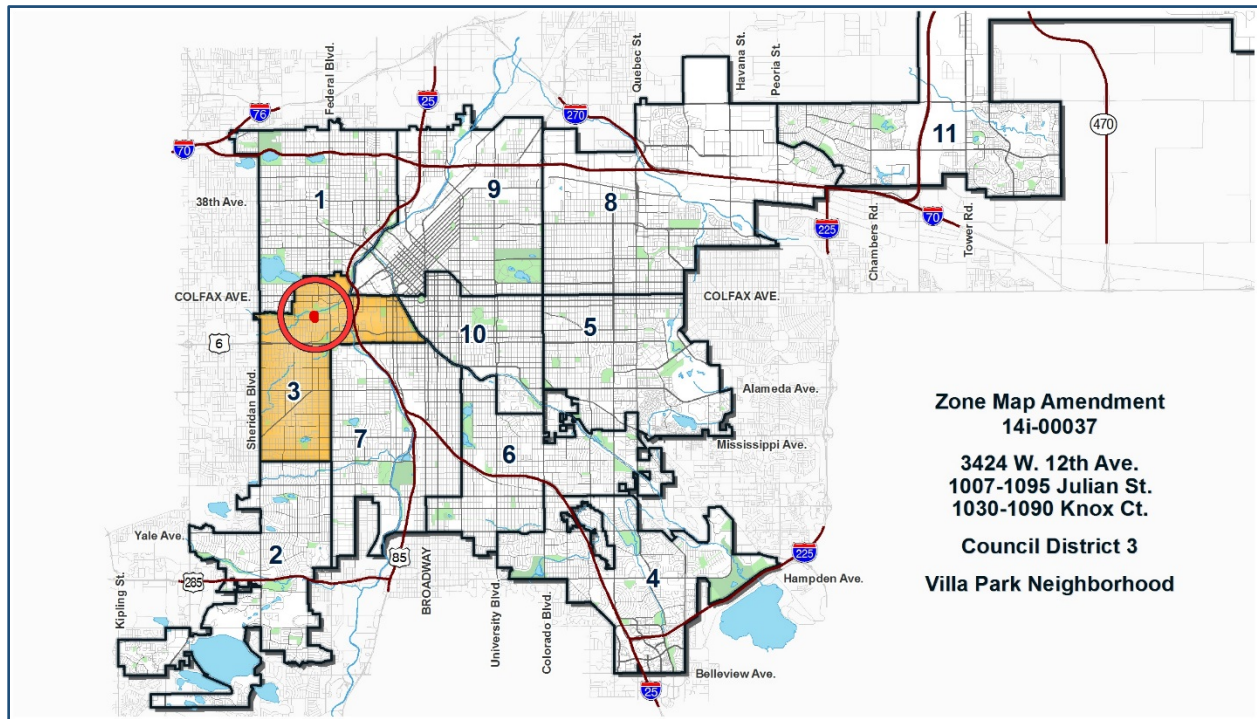 Federal Blvd.
Quebec St.
Havana St.
Peoria St.
76
25
270
70
470
11
38th Ave.
1
9
8
225
Chambers Rd.
70
Tower Rd.
COLFAX AVE.
COLFAX AVE.
6
10
5
Sheridan Blvd.
3
Alameda Ave.
7
6
Mississippi Ave.
Yale Ave.
2
85
BROADWAY
4
225
Hampden Ave.
285
Kipling St.
University Blvd.
Colorado Blvd.
Belleview Ave.
25
Zone Map Amendment
14i-00037
3424 W. 12th Ave.
1007-1095 Julian St.
1030-1090 Knox Ct.
Council District 3
Villa Park Neighborhood